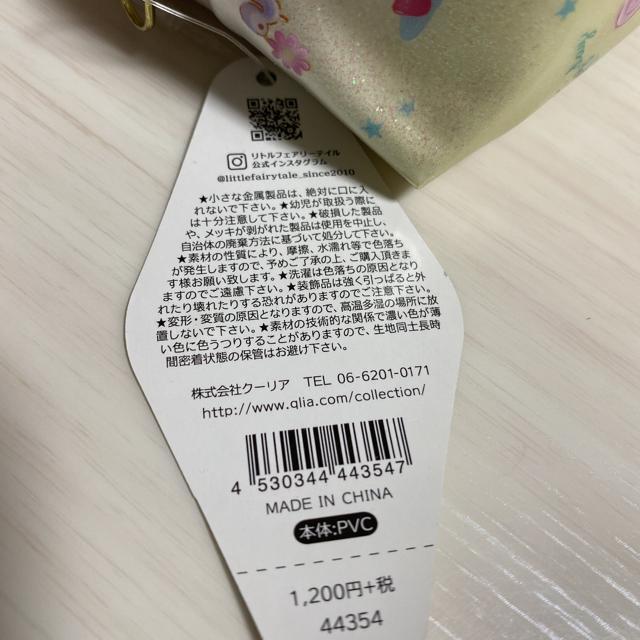 リトルフェアリーテイル
公式インスタグラム
@littlefairytale_since2010
★小さな金属製品は、絶対に口に入
れないで下さい。★幼児が取扱う際に
は十分注意して下さい。★破損した製品
や、メッキが剥がれた製品は使用を中止し、
自治体の廃棄方法に基づいて処分して下さい。
★素材の性質により、摩擦、水濡れ等で色落ち
が発生しますので、予めご了承の上、ご購入頂きま
す様お願い致します。★洗濯は色落ちの原因となり
ますのでご遠慮下さい。★装飾品は強く引っぱると外
れたり壊れたりする恐れがありますのでご注意下さい。
★変形・変質の原因となりますので、高温多湿の場所に放
置しないで下さい。★素材の技術的な関係で濃い色が薄
い色に色うつりすることがありますので、生地同士長時
間密着状態の保管はお避け下さい。
株式会社クーリア TEL 06-6201-0171
http://www.qlia.com/collection/
4 530344 443547
MADE IN CHINA
本体:PVC
1,200円+税
44354